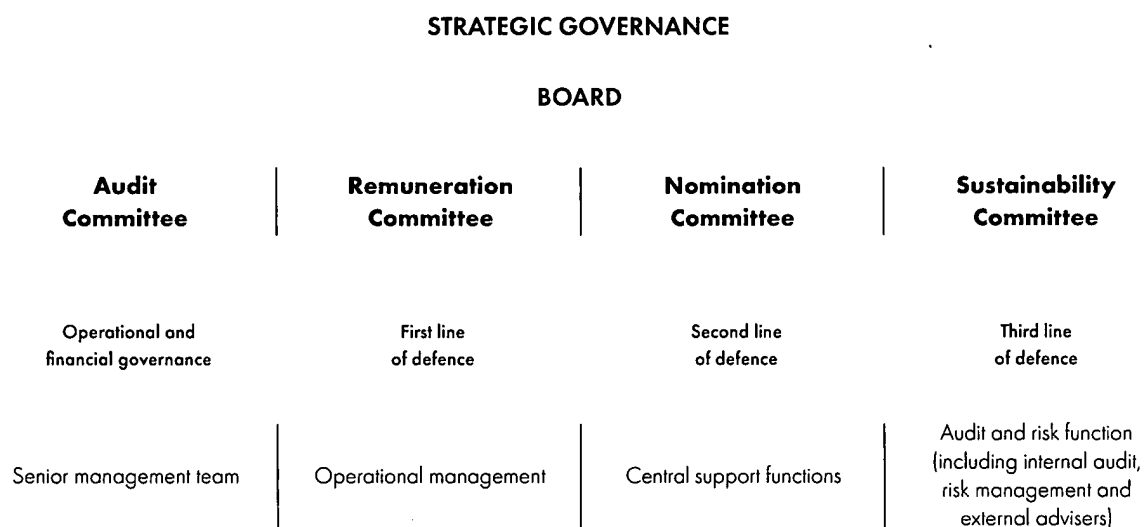 STRATEGIC GOVERNANCE
BOARD
Audit
Committee
Remuneration
Committee
Nomination
Committee
Sustainability
Committee
Operational and
financial governance
First line
of defence
Second line
of defence
Third line
of defence
Senior management team
Operational management
Central support functions
Audit and risk function
(including internal audit,
risk management and
external advisers)